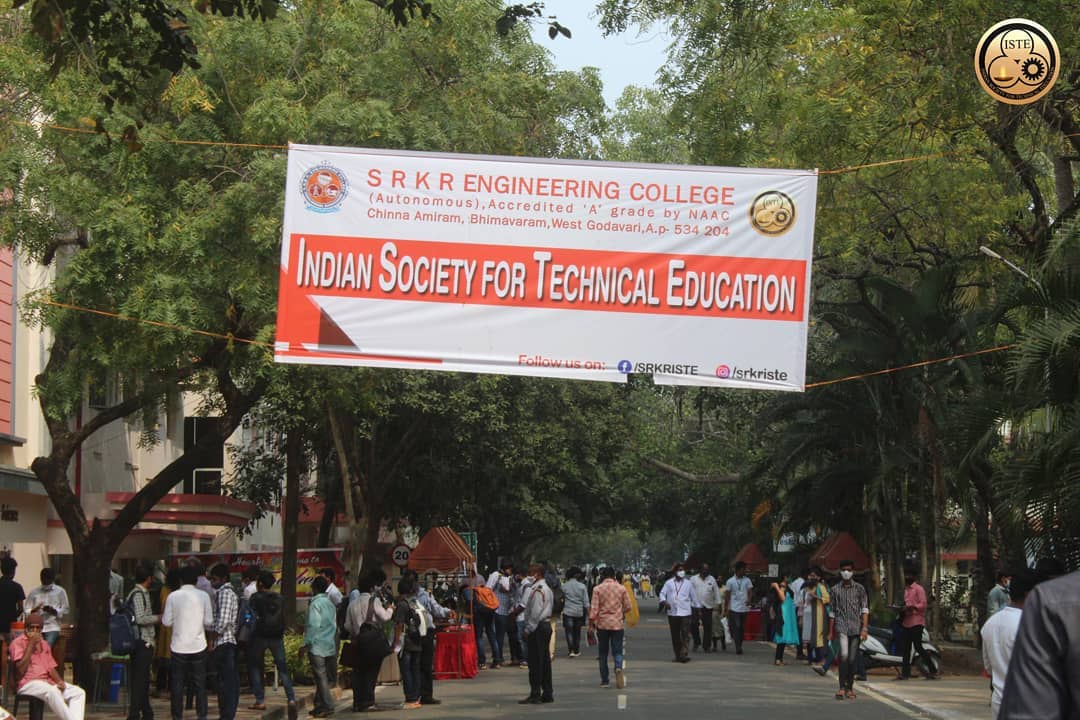 ISTE
S R K R ENGINEERING COLLEGE
(Autonomous), Accredited 'A' grade by NAAC
Chinna Amiram, Bhimavaram,West Godavari,A.p- 534 204
ISTE
INDIAN SOCIETY FOR TECHNICAL EDUCATION
Follow us on: /SRKRISTE /srkriste
20